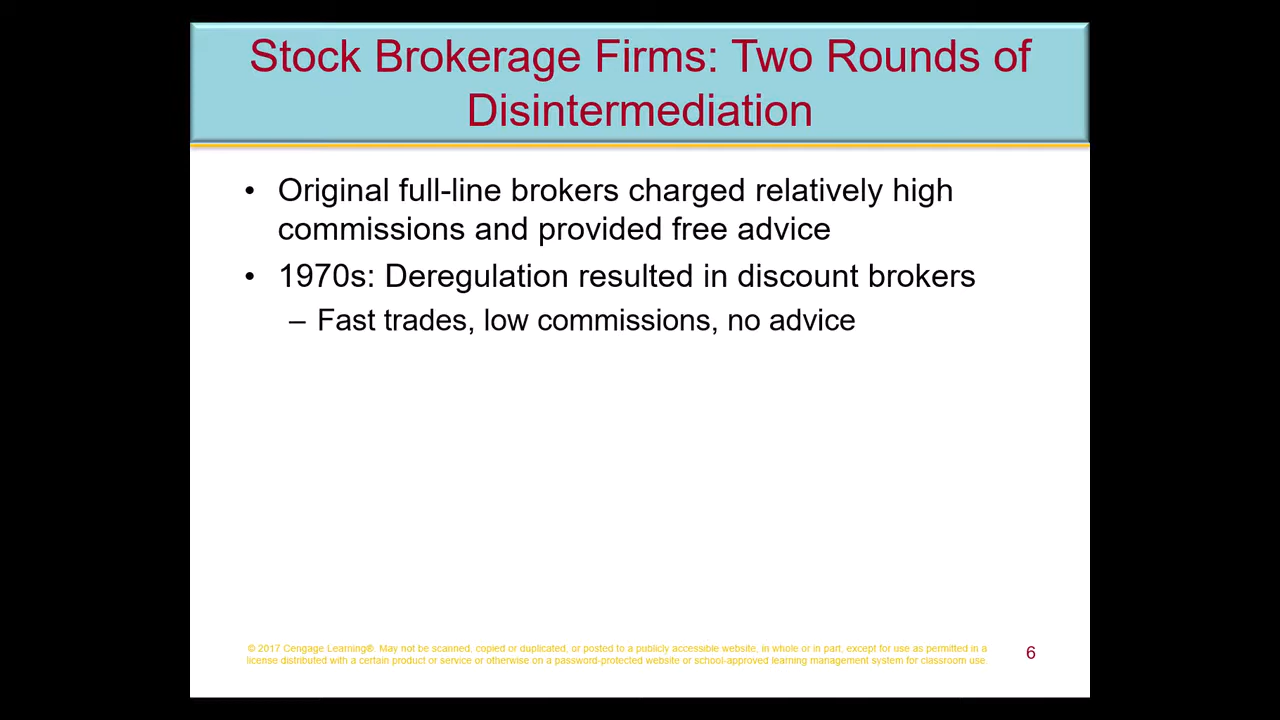 Stock Brokerage Firms: Two Rounds of
Disintermediation
• Original full-line brokers charged relatively high
commissions and provided free advice
• 1970s: Deregulation resulted in discount brokers
– Fast trades, low commissions, no advice
© 2017 Cengage Learning®. May not be scanned, copied or duplicated, or posted to a publicly accessible website, in whole or in part, except for use as permitted in a
license distributed with a certain product or service or otherwise on a password-protected website or school-approved learning management system for classroom use.
6